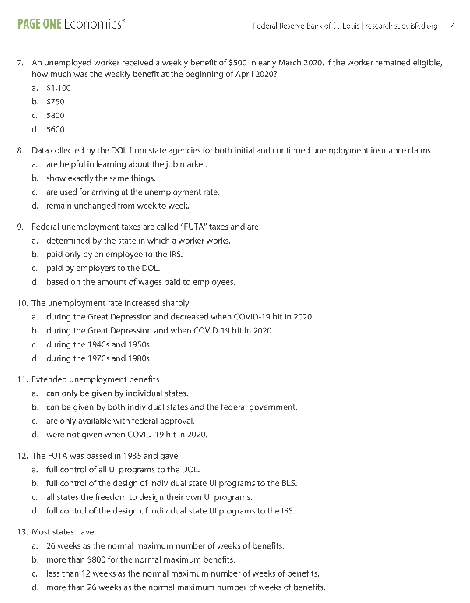 PAGE ONE Economics®
Federal Reserve Bank of St. Louis | research.stlouisfed.org 4
7. An unemployed worker received a weekly benefit of $500 in early March 2020. If the worker remained eligible,
how much was the weekly benefit at the beginning of April 2020?
a. $1,100
b. $750
c. $800
d. $600
8. Data collected by the DOL from state agencies for both initial and continued unemployment insurance claims
a. are helpful in learning about the job market.
b. show exactly the same things.
c. are used for arriving at the unemployment rate.
d. remain unchanged from week to week.
9. Federal unemployment taxes are called "FUTA" taxes and are
a. determined by the state in which a worker works.
b. paid only by an employee to the IRS.
c. paid by employers to the DOL.
d. based on the amount of wages paid to employees.
10. The unemployment rate increased sharply
a. during the Great Depression and decreased when COVID-19 hit in 2020
b. during the Great Depression and when COVID-19 hit in 2020
c. during the 1940s and 1950s
d. during the 1970s and 1980s
11. Extended unemployment benefits
a. can only be given by individual states.
b. can be given by both individual states and the federal government.
c. are only available with federal approval.
d. were not given when COVID-19 hit in 2020.
12. The FUTA was passed in 1935 and gave
a. full control of all UI programs to the DOL.
b. full control of the design of individual state UI programs to the BLS.
c. all states the freedom to design their own UI programs.
d. full control of the design of individual state UI programs to the IRS.
13. Most states have
a. 26 weeks as the normal maximum number of weeks of benefits.
b. more than $800 for the normal maximum benefits.
c. less than 12 weeks as the normal maximum number of weeks of benefits.
d. more than 26 weeks as the normal maximum number of weeks of benefits.